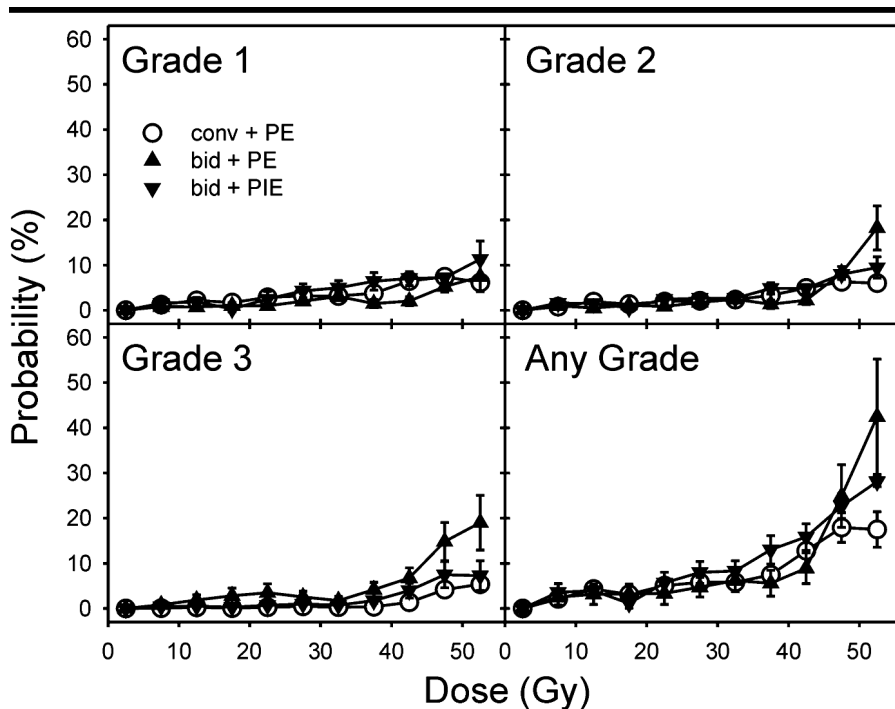 60
50
40
30
20
10
0
Grade 1
conv + PE
bid + PE
bid + PIE
Grade 2
Probability (%)
60
50
40
30
20
10
0
Grade 3
Any Grade
0 10 20 30 40 50 0 10 20 30 40 50
Dose (Gy)